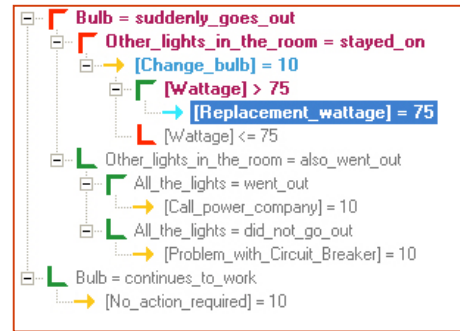 Bulb = suddenly_goes_out
Other_lights_in_the_room = stayed_on
[Change_bulb] = 10
[Wattage] > 75
[Replacement_wattage] = 75
[Wattage] <= 75
Other_lights_in_the_room = also_went_out
All_the_lights = went_out
[Call_power_company] = 10
All_the_lights = did_not_go_out
[Problem_with_Circuit_Breaker] = 10
Bulb = continues_to_work
[No_action_required] = 10